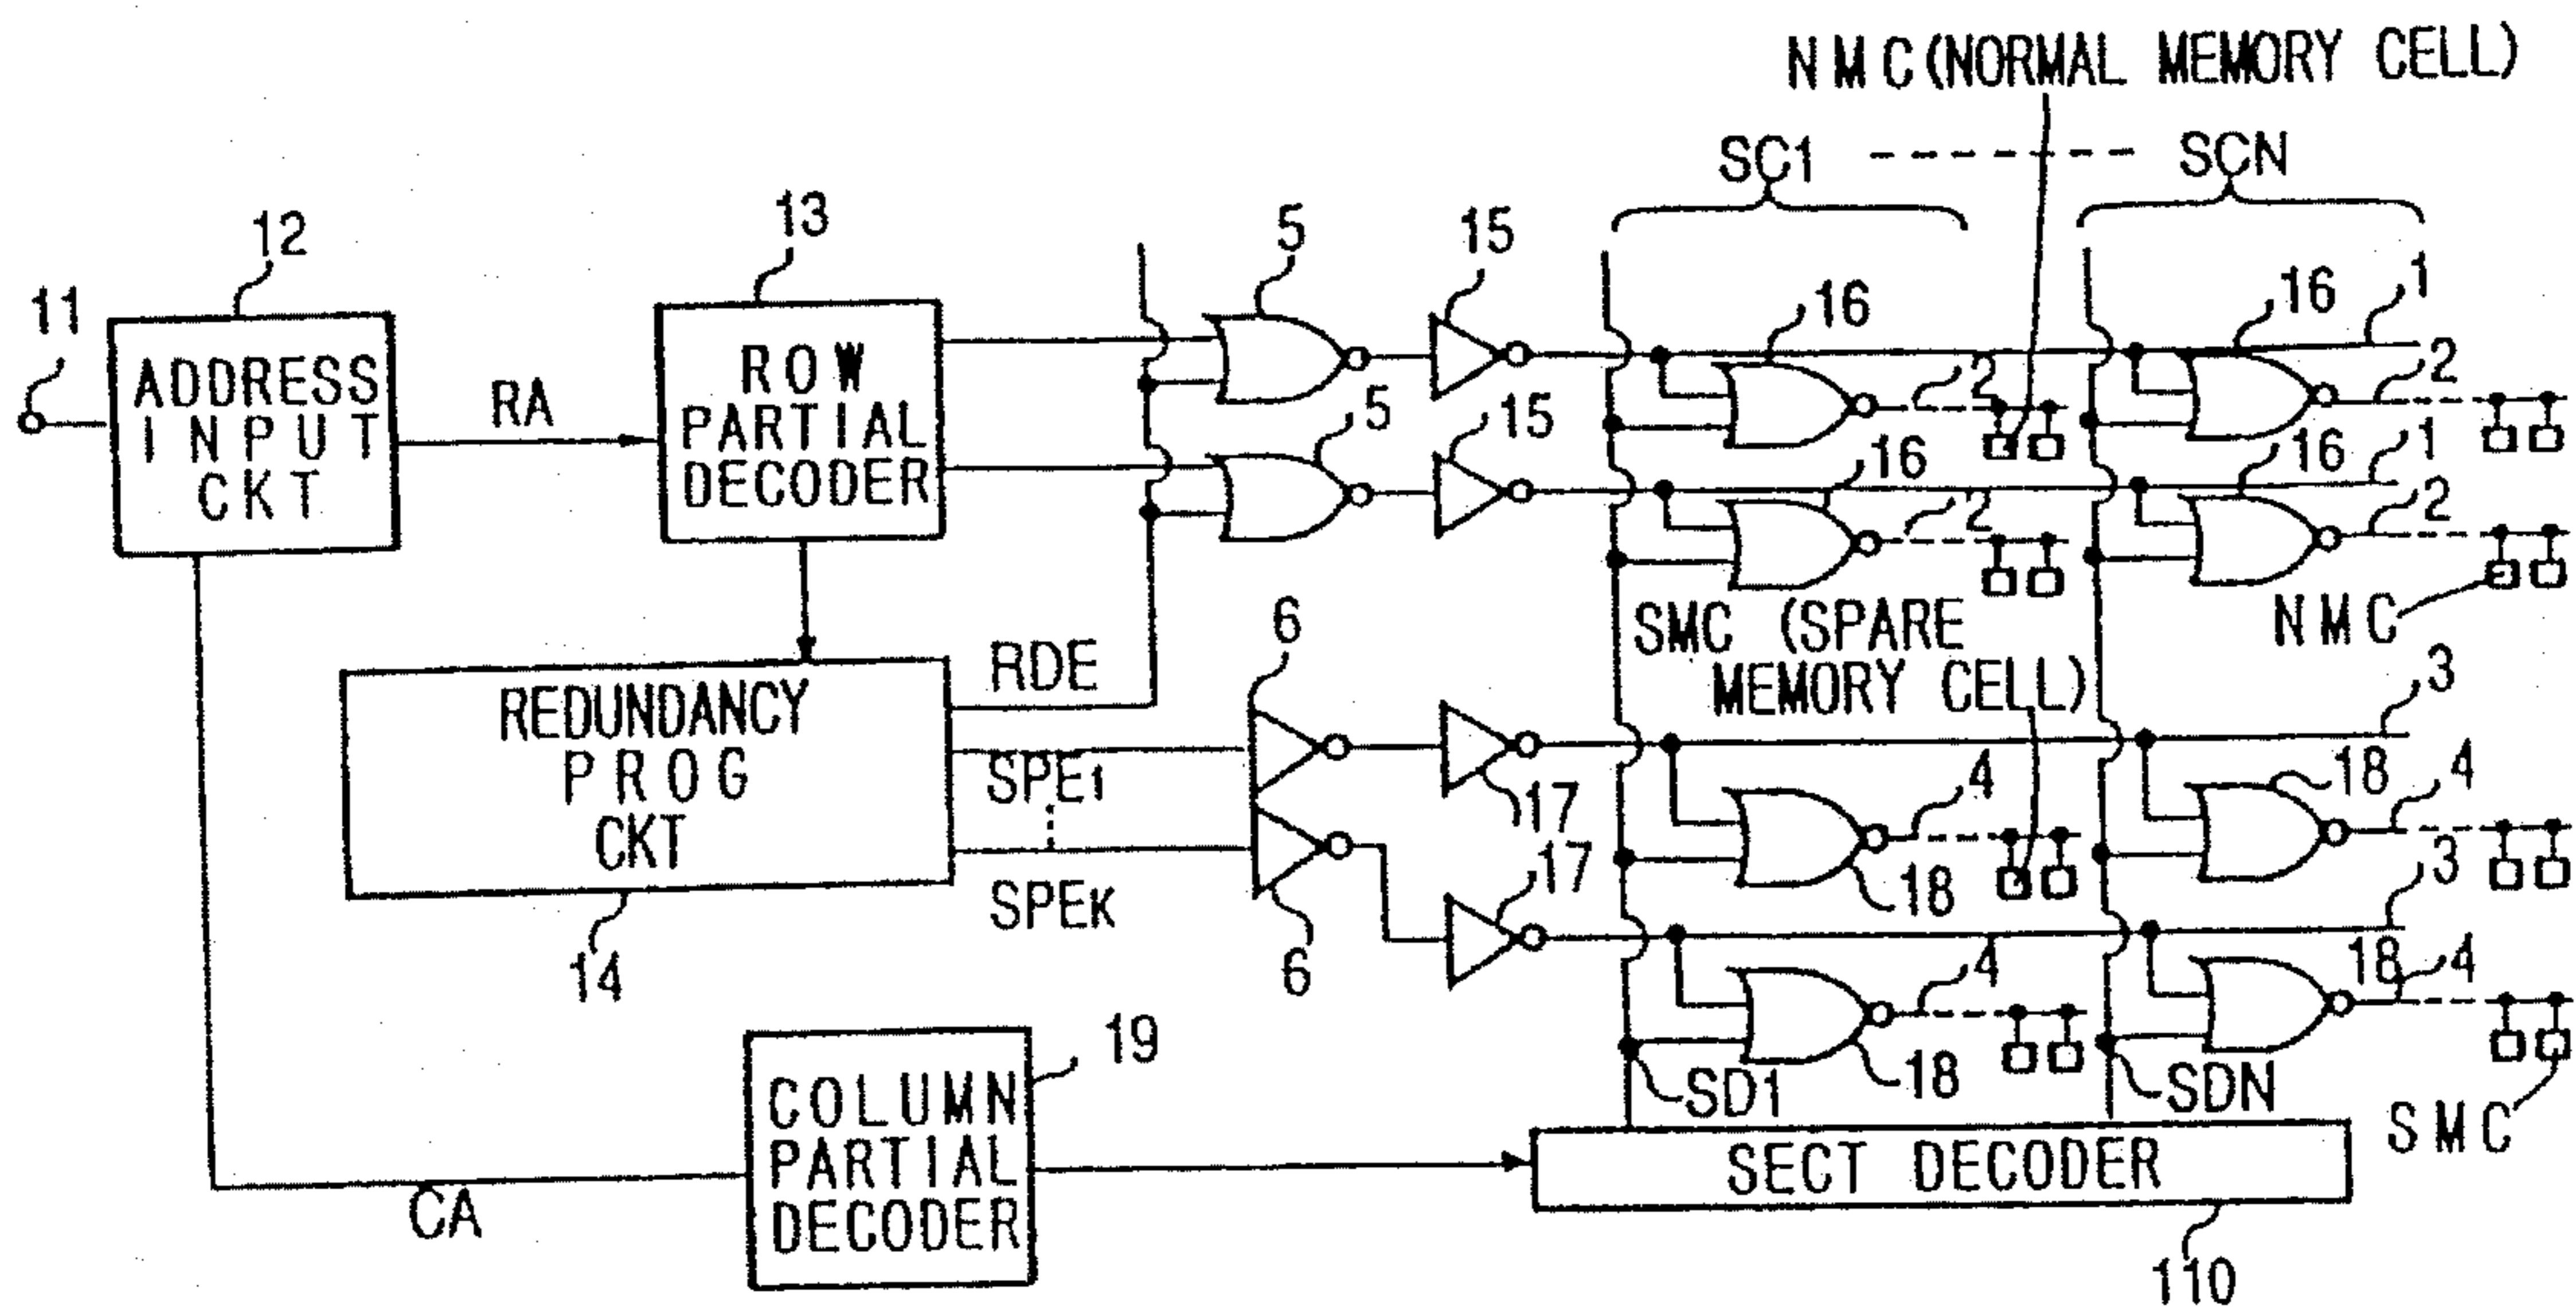 NMC(NORMAL MEMORY CELL)
SC1 SCN
12
13
5
15
11
16
16
1
ADDRESS
INPUT
CKT
RA
ROW
PARTIAL
DECODER
2
2
5
15
16
16
1
2
2
SMC (SPARE
MEMORY CELL)
NMC
REDUNDANCY
PROG
CKT
RDE
6
3
SPE1
17
4
18
4
SPEK
6
17
18
3
14
4
18
4
19
COLUMN
PARTIAL
DECODER
SD1
18
SDN
SMC
CA
SECT DECODER
110